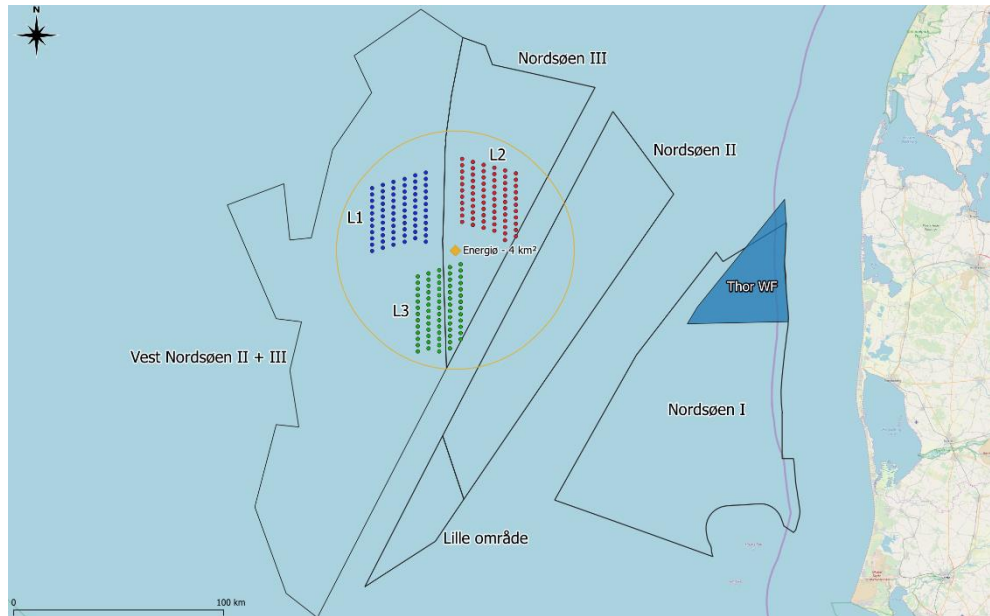 N
Nordsøen III
L2
Nordsøen II
L1
Energiø - 4 km²
Thor WF
L3
Vest Nordsøen II + III
Nordsøen I
Lille område
0
100 km